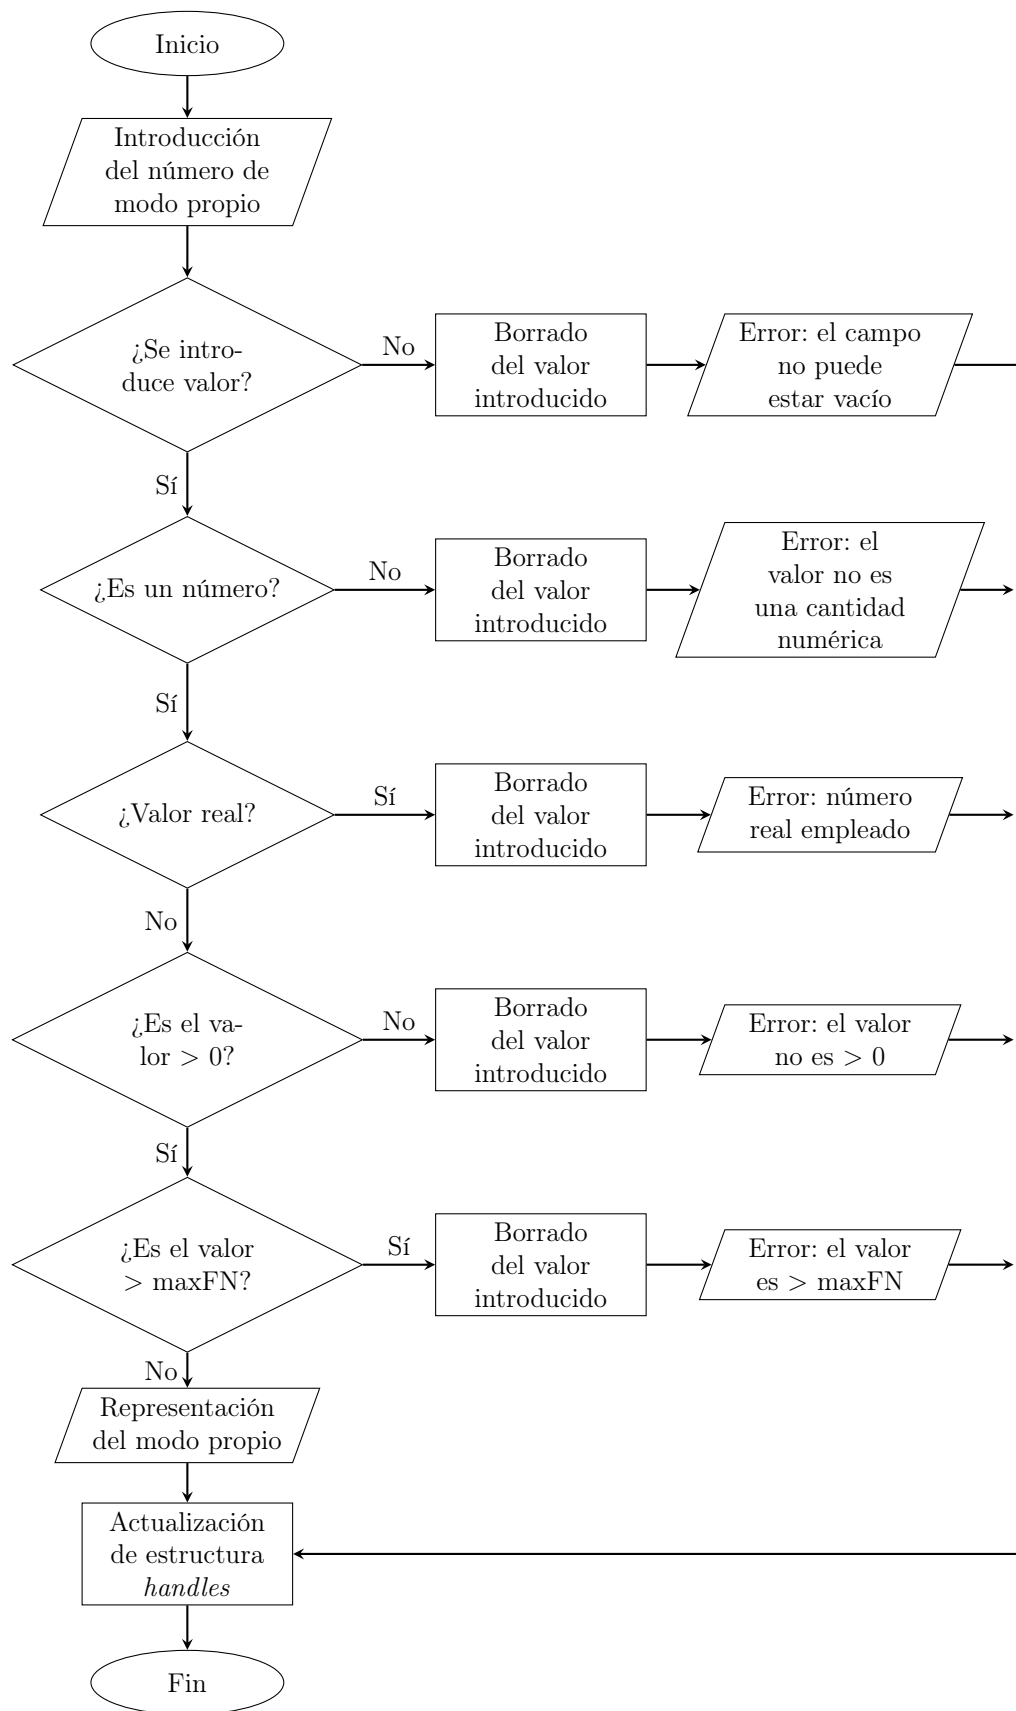 Inicio
Introducción
del número de
modo propio
¿Se intro-
duce valor?
No
Borrado
del valor
introducido
Error: el campo
no puede
estar vacío
Sí
¿Es un número?
No
Borrado
del valor
introducido
Error: el
valor no es
una cantidad
numérica
Sí
¿Valor real?
Sí
Borrado
del valor
introducido
Error: número
real empleado
No
¿Es el va-
lor > 0?
No
Borrado
del valor
introducido
Error: el valor
no es > 0
Sí
¿Es el valor
> maxFN?
Sí
Borrado
del valor
introducido
Error: el valor
es > maxFN
No
Representación
del modo propio
Actualización
de estructura
handles
Fin